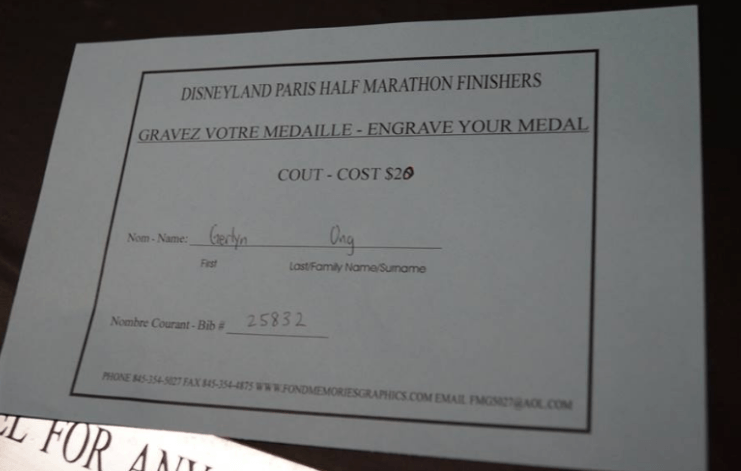 DISNEYLAND PARIS HALF MARATHON FINISHERS
GRAVEZ VOTRE MEDAILLE - ENGRAVE YOUR MEDAL
COUT - COST $20
Nom - Name: Gerlyn Ong
First Last/Family Name/Surname
Nombre Courant - Bib # 25832
PHONE 845-354-5027 FAX 845-354-4875 WWW.FONDMEMORIESGRAPHICS.COM EMAIL FMG5027@AOL.COM
FOR ANY